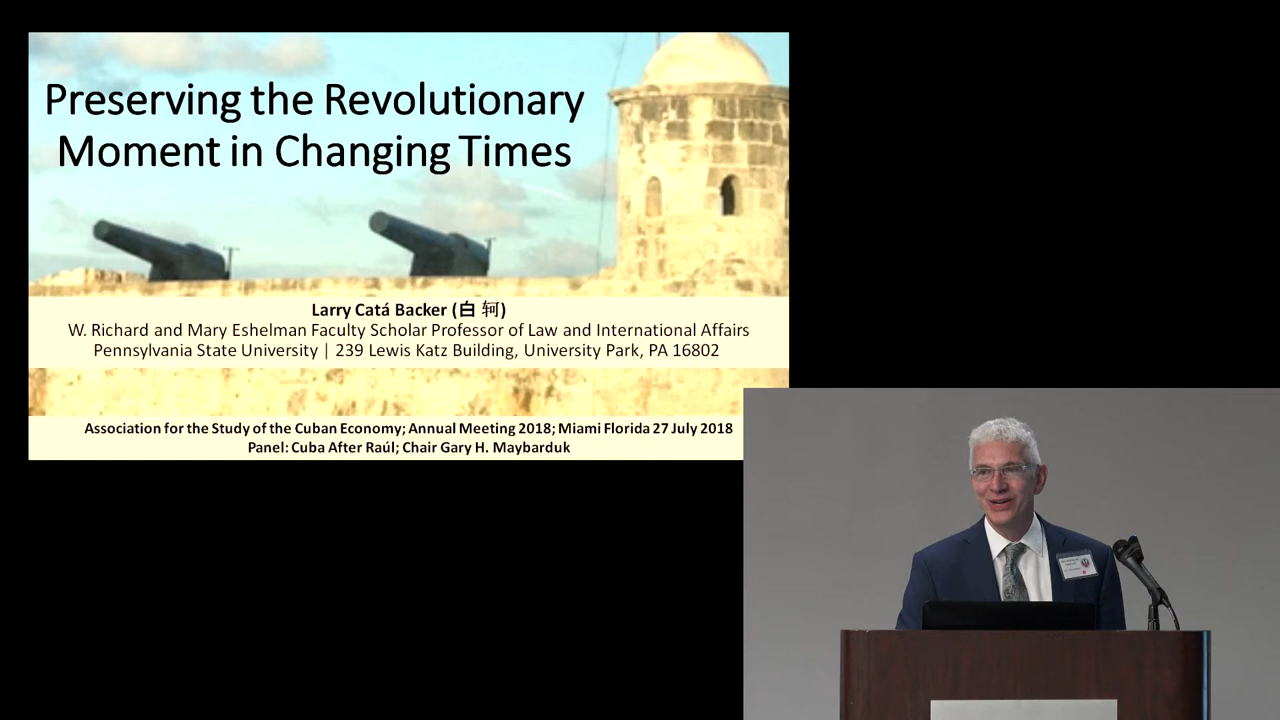 Preserving the Revolutionary
Moment in Changing Times
Larry Catá Backer (白 轲)
W. Richard and Mary Eshelman Faculty Scholar Professor of Law and International Affairs
Pennsylvania State University | 239 Lewis Katz Building, University Park, PA 16802
Association for the Study of the Cuban Economy; Annual Meeting 2018; Miami Florida 27 July 2018
Panel: Cuba After Raúl; Chair Gary H. Maybarduk